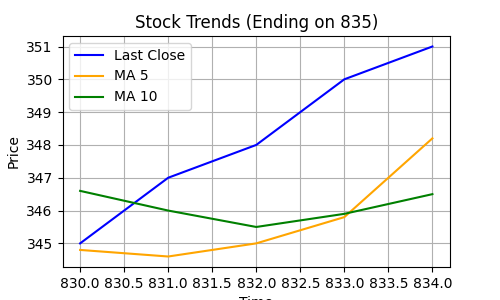 Stock Trends (Ending on 835)
Last Close
MA 5
MA 10
Price
351
350
349
348
347
346
345
830.0 830.5 831.0 831.5 832.0 832.5 833.0 833.5 834.0
Time